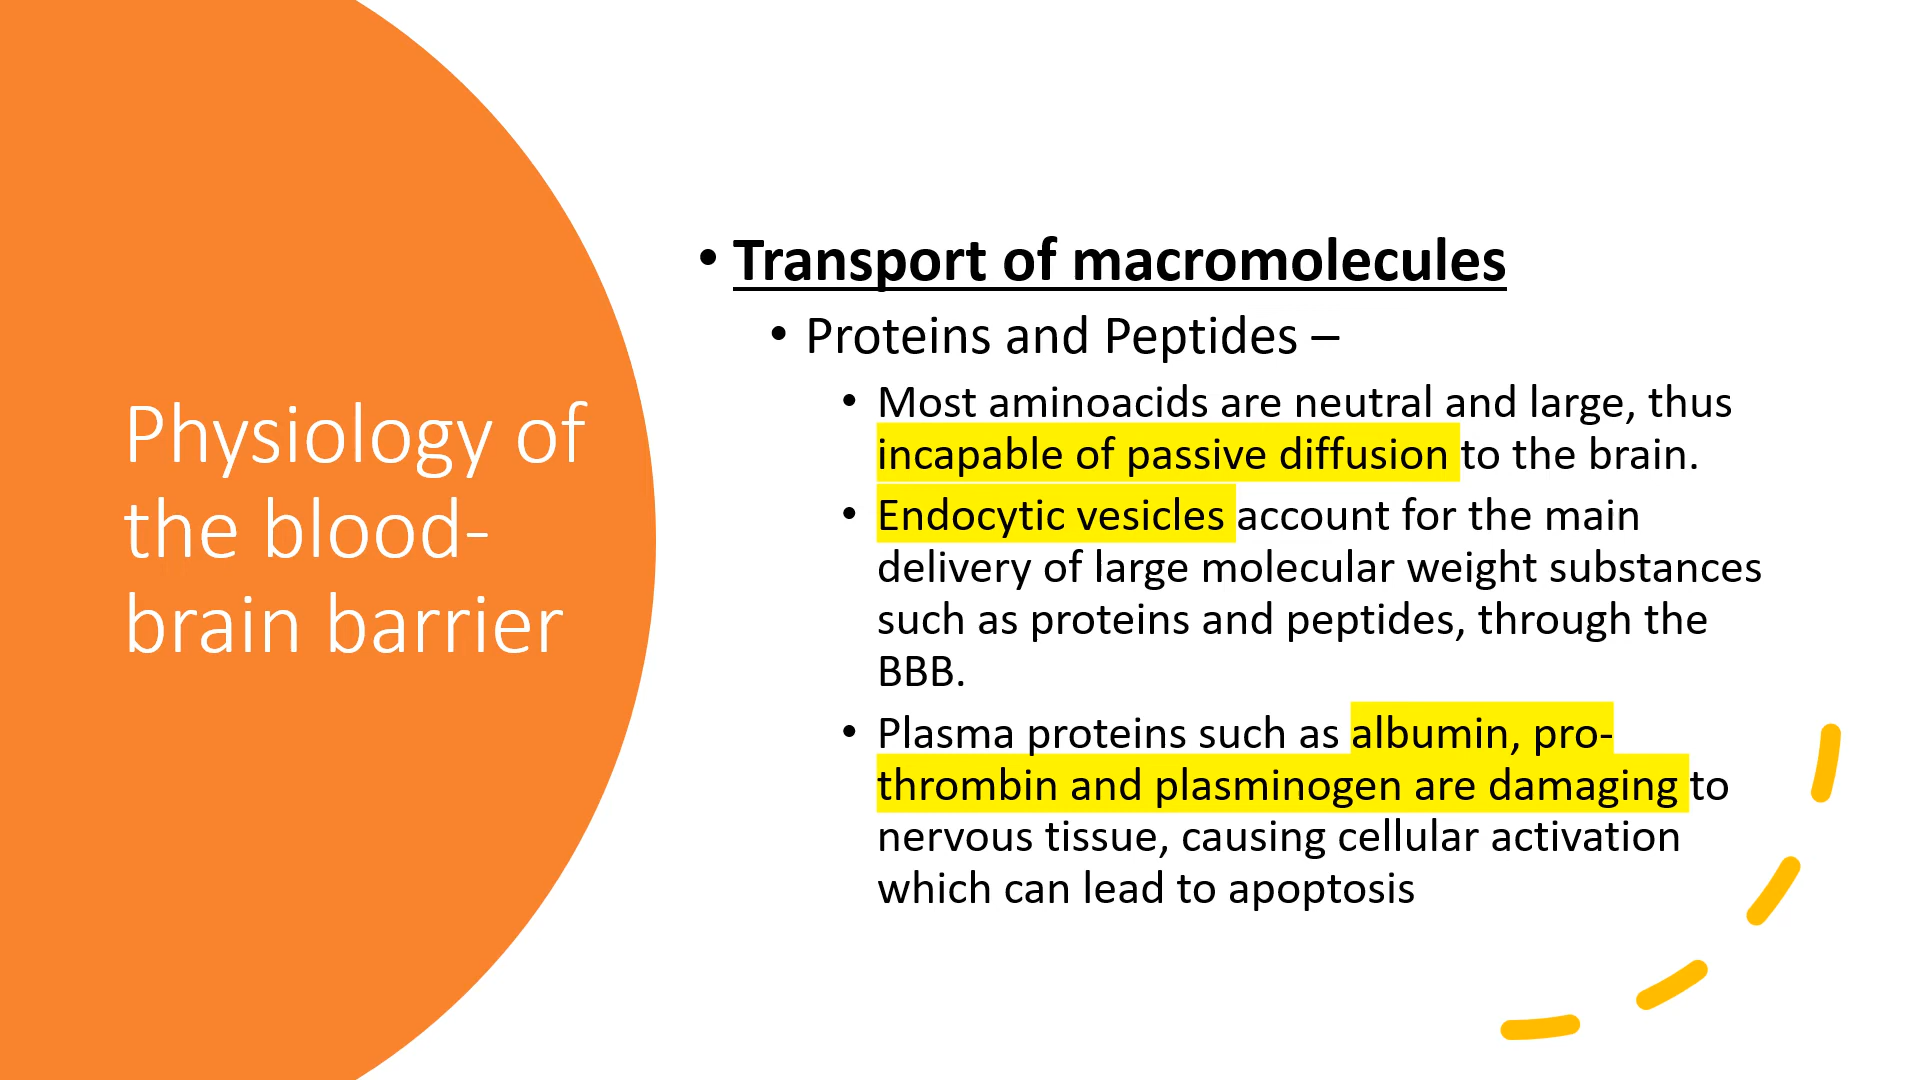 Physiology of
the blood-
brain barrier
• Transport of macromolecules
• Proteins and Peptides –
• Most aminoacids are neutral and large, thus
incapable of passive diffusion to the brain.
• Endocytic vesicles account for the main
delivery of large molecular weight substances
such as proteins and peptides, through the
BBB.
• Plasma proteins such as albumin, pro-
thrombin and plasminogen are damaging to
nervous tissue, causing cellular activation
which can lead to apoptosis